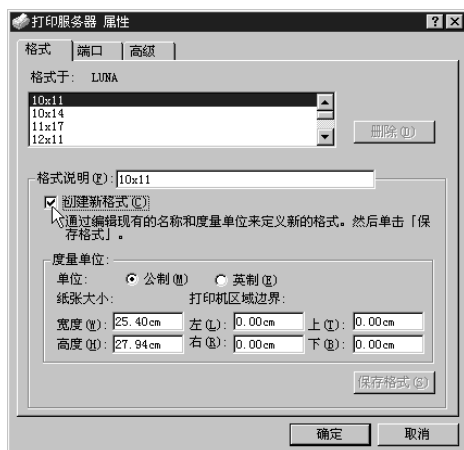 打印服务器 属性
格式 端口 高级
格式于: LUNA
10x11
10x14
11x17
12x11
删除(D)
格式说明(F): 10x11
创建新格式(C)
通过编辑现有的名称和度量单位来定义新的格式。然后单击「保
存格式」。
度量单位:
单位: 公制(M) 英制(E)
纸张大小: 打印机区域边界:
宽度(W): 25.40cm 左(L): 0.00cm 上(T): 0.00cm
高度(H): 27.94cm 右(R): 0.00cm 下(B): 0.00cm
保存格式(S)
确定 取消